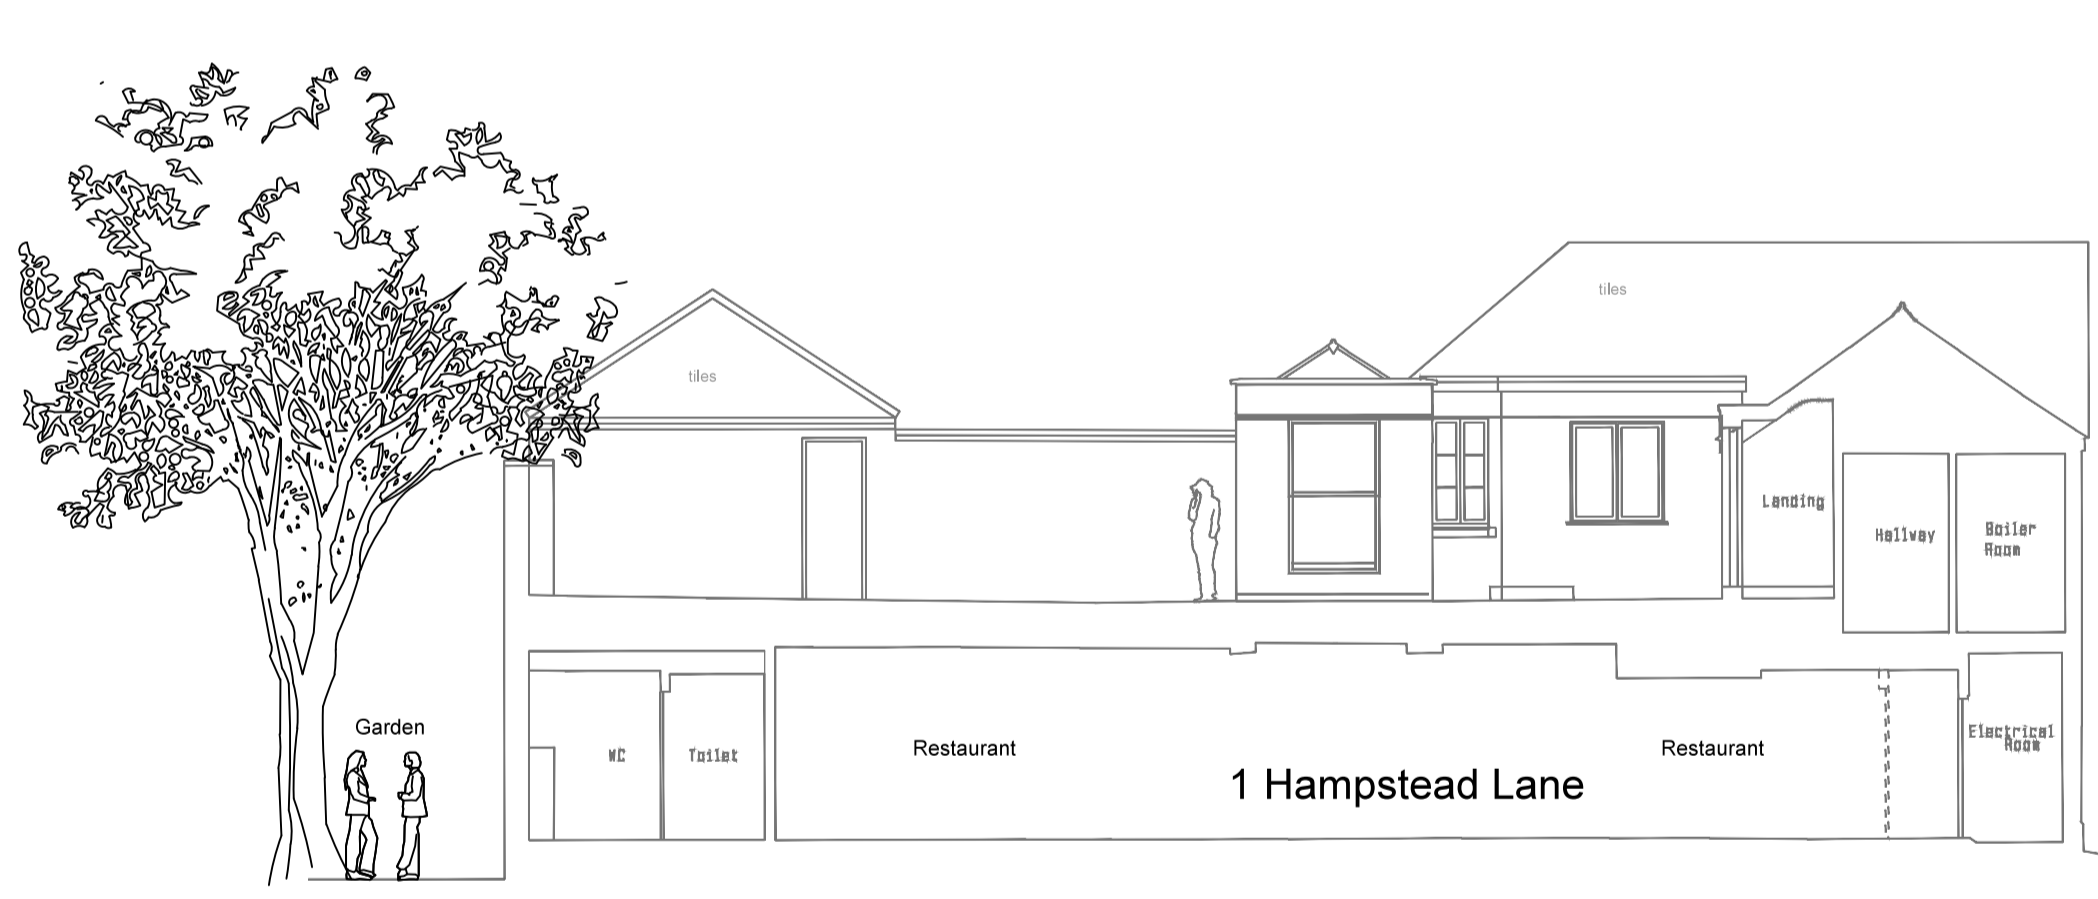 tiles
tiles
Landing
Hallway
Boiler
Room
Garden
WC
Toilet
Restaurant
1 Hampstead Lane
Restaurant
Electrical
Room